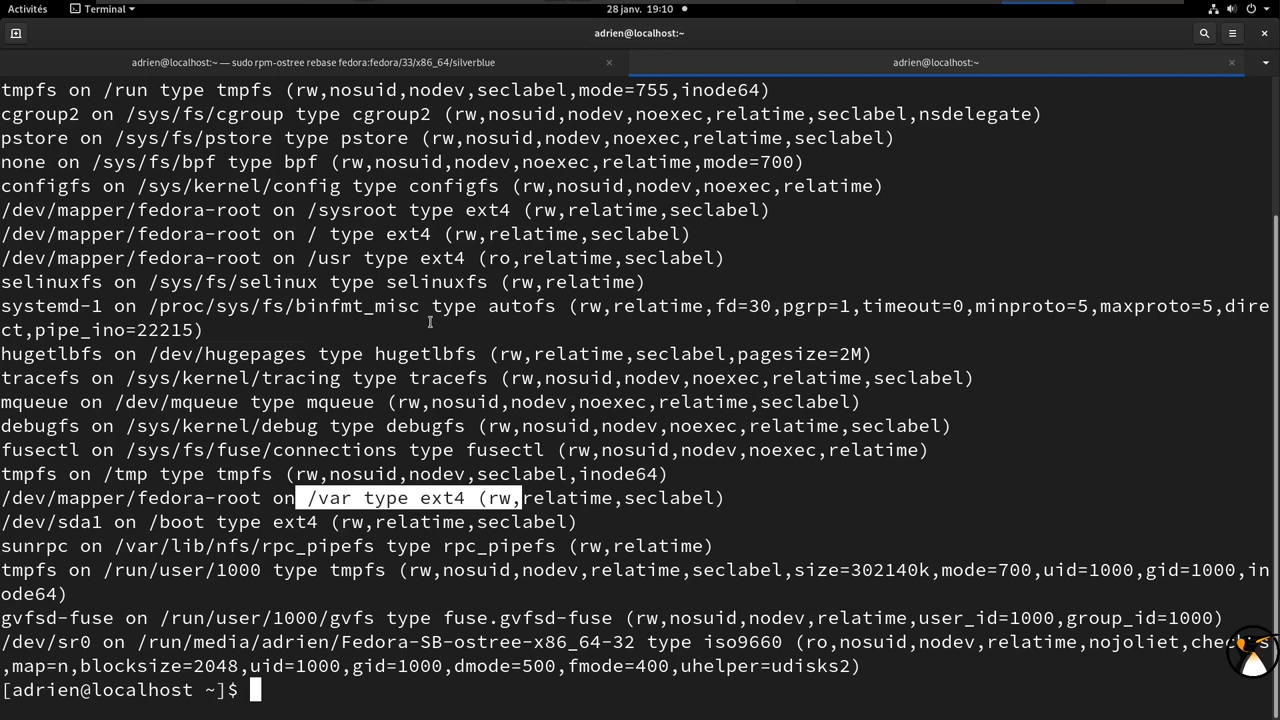 Activités
Terminal
28 janv. 19:10
adrien@localhost:~
adrien@localhost:~ — sudo rpm-ostree rebase fedora:fedora/33/x86_64/silverblue
adrien@localhost:~
tmpfs on /run type tmpfs (rw,nosuid,nodev,seclabel,mode=755,inode64)
cgroup2 on /sys/fs/cgroup type cgroup2 (rw,nosuid,nodev,noexec,relatime,seclabel,nsdelegate)
pstore on /sys/fs/pstore type pstore (rw,nosuid,nodev,noexec,relatime,seclabel)
none on /sys/fs/bpf type bpf (rw,nosuid,nodev,noexec,relatime,mode=700)
configfs on /sys/kernel/config type configfs (rw,nosuid,nodev,noexec,relatime)
/dev/mapper/fedora-root on /sysroot type ext4 (rw,relatime,seclabel)
/dev/mapper/fedora-root on / type ext4 (rw,relatime,seclabel)
/dev/mapper/fedora-root on /usr type ext4 (ro,relatime,seclabel)
selinuxfs on /sys/fs/selinux type selinuxfs (rw,relatime)
systemd-1 on /proc/sys/fs/binfmt_misc type autofs (rw,relatime,fd=30,pgrp=1,timeout=0,minproto=5,maxproto=5,dire
ct,pipe_ino=22215)
hugetlbfs on /dev/hugepages type hugetlbfs (rw,relatime,seclabel,pagesize=2M)
tracefs on /sys/kernel/tracing type tracefs (rw,nosuid,nodev,noexec,relatime,seclabel)
mqueue on /dev/mqueue type mqueue (rw,nosuid,nodev,noexec,relatime,seclabel)
debugfs on /sys/kernel/debug type debugfs (rw,nosuid,nodev,noexec,relatime,seclabel)
fusectl on /sys/fs/fuse/connections type fusectl (rw,nosuid,nodev,noexec,relatime)
tmpfs on /tmp type tmpfs (rw,nosuid,nodev,seclabel,inode64)
/dev/mapper/fedora-root on /var type ext4 (rw,relatime,seclabel)
/dev/sda1 on /boot type ext4 (rw,relatime,seclabel)
sunrpc on /var/lib/nfs/rpc_pipefs type rpc_pipefs (rw,relatime)
tmpfs on /run/user/1000 type tmpfs (rw,nosuid,nodev,relatime,seclabel,size=302140k,mode=700,uid=1000,gid=1000,in
ode64)
gvfsd-fuse on /run/user/1000/gvfs type fuse.gvfsd-fuse (rw,nosuid,nodev,relatime,user_id=1000,group_id=1000)
/dev/sr0 on /run/media/adrien/Fedora-SB-ostree-x86_64-32 type iso9660 (ro,nosuid,nodev,relatime,nojoliet,
,map=n,blocksize=2048,uid=1000,gid=1000,dmode=500,fmode=400,uhelper=udisks2)
[adrien@localhost ~]$